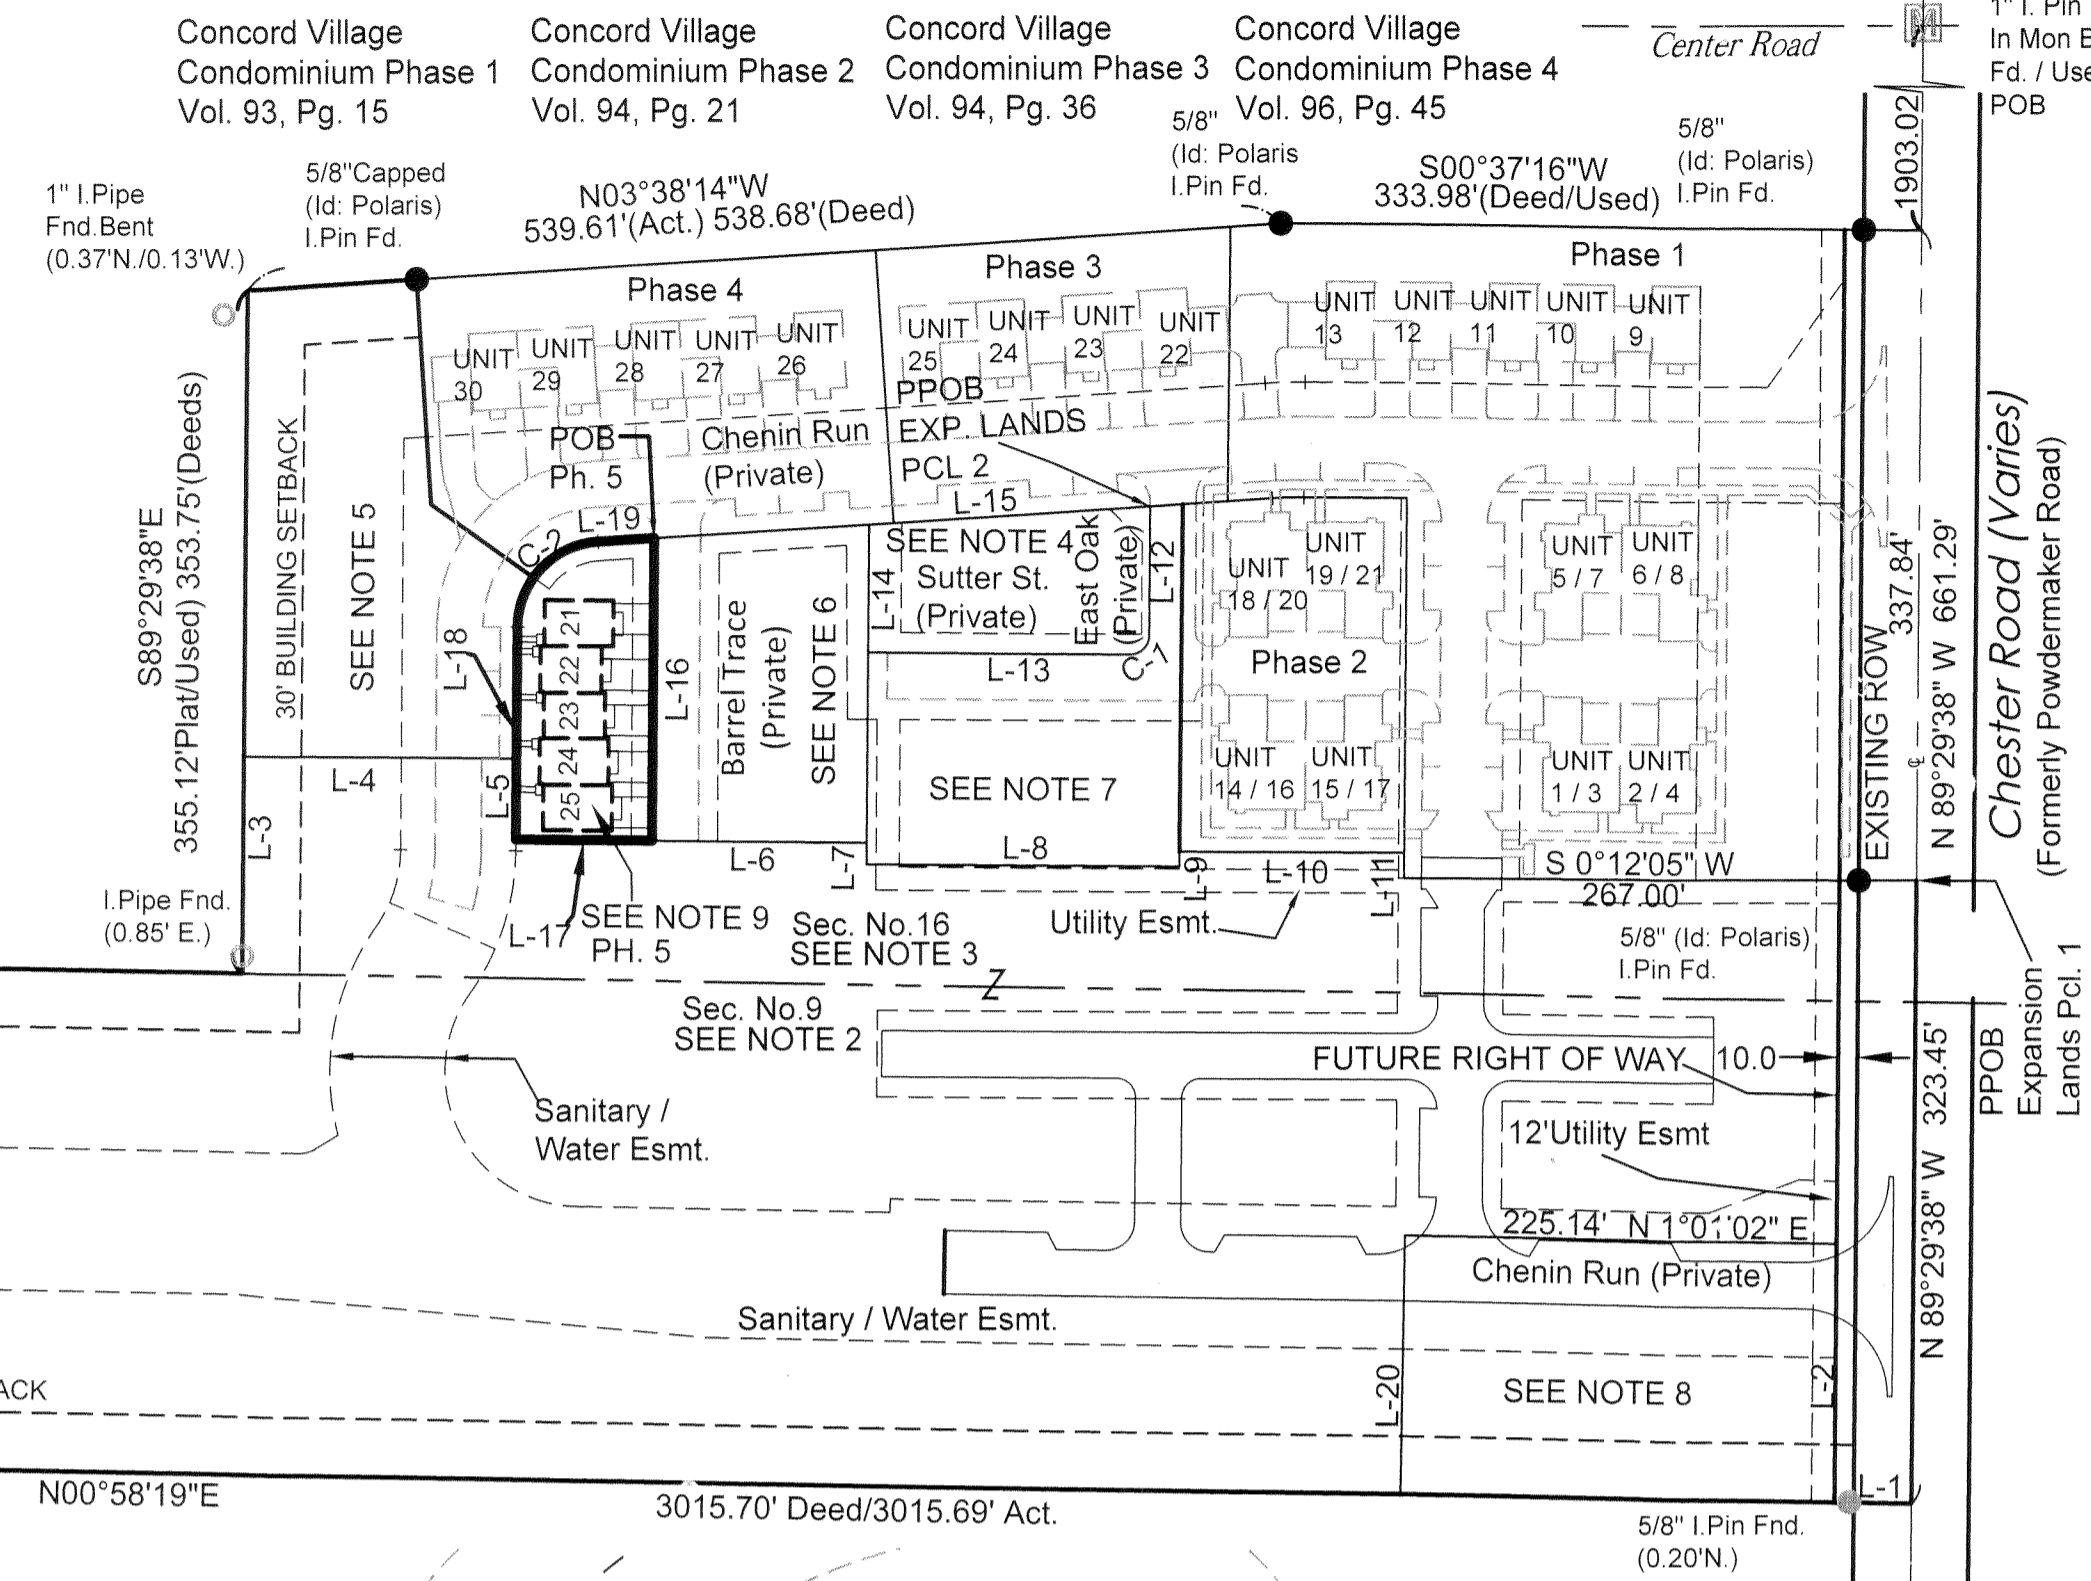 Concord Village
Condominium Phase 1
Vol. 93, Pg. 15
Concord Village
Condominium Phase 2
Vol. 94, Pg. 21
Concord Village
Condominium Phase 3
Vol. 94, Pg. 36
Concord Village
Condominium Phase 4
Vol. 96, Pg. 45
Center Road
M
1" I. Pin
In Mon
Fd. /
POB
1903.02
1" I.Pipe
Fnd.Bent
(0.37'N./0.13'W.)
5/8"Capped
(Id: Polaris)
I.Pin Fd.
N03°38'14"W
539.61'(Act.) 538.68'(Deed)
5/8"
(Id: Polaris
I.Pin Fd.
S00°37'16"W
333.98'(Deed/Used)
5/8"
(Id: Polaris)
I.Pin Fd.
Phase 4
Phase 3
Phase 1
UNIT
30
UNIT
29
UNIT
28
UNIT
27
UNIT
26
UNIT
25
UNIT
24
UNIT
23
UNIT
22
UNIT
13
UNIT
12
UNIT
11
UNIT
10
UNIT
9
PPOB
EXP. LANDS
PCL 2
POB
Ph. 5
Chenin Run
(Private)
L-15
L-19
C-2
S89°29'38"E
355.12'Plat/Used) 353.75'(Deeds)
30' BUILDING SETBACK
SEE NOTE 5
L-18
L-5
L-4
L-3
21
22
23
24
25
L-16
Barrel Trace
(Private)
SEE NOTE 6
L-14
SEE NOTE 4
Sutter St.
(Private)
East Oak
(Private)
L-12
L-13
C-7
SEE NOTE 7
L-8
L-6
L-7
UNIT
18 / 20
UNIT
19 / 21
Phase 2
UNIT
14 / 16
UNIT
15 / 17
L-9
L-10
L-11
UNIT
5 / 7
UNIT
6 / 8
UNIT
1 / 3
UNIT
2 / 4
EXISTING ROW
337.84'
N 89°29'38" W 661.29'
Chester Road (Varies)
(Formerly Powdermaker Road)
S 0°12'05" W
267.00'
I.Pipe Fnd.
(0.85' E.)
L-17
SEE NOTE 9
PH. 5
Sec. No.16
SEE NOTE 3
Utility Esmt.
5/8" (Id: Polaris)
I.Pin Fd.
Z
Sec. No.9
SEE NOTE 2
FUTURE RIGHT OF WAY
10.0
PPOB
Expansion
Lands Pcl. 1
Sanitary /
Water Esmt.
12'Utility Esmt
N 89°29'38" W 323.45'
225.14' N 1°01'02" E
Chenin Run (Private)
Sanitary / Water Esmt.
ACK
L-20
SEE NOTE 8
L-2
L-1
N00°58'19"E
3015.70' Deed/3015.69' Act.
5/8" I.Pin Fnd.
(0.20'N.)